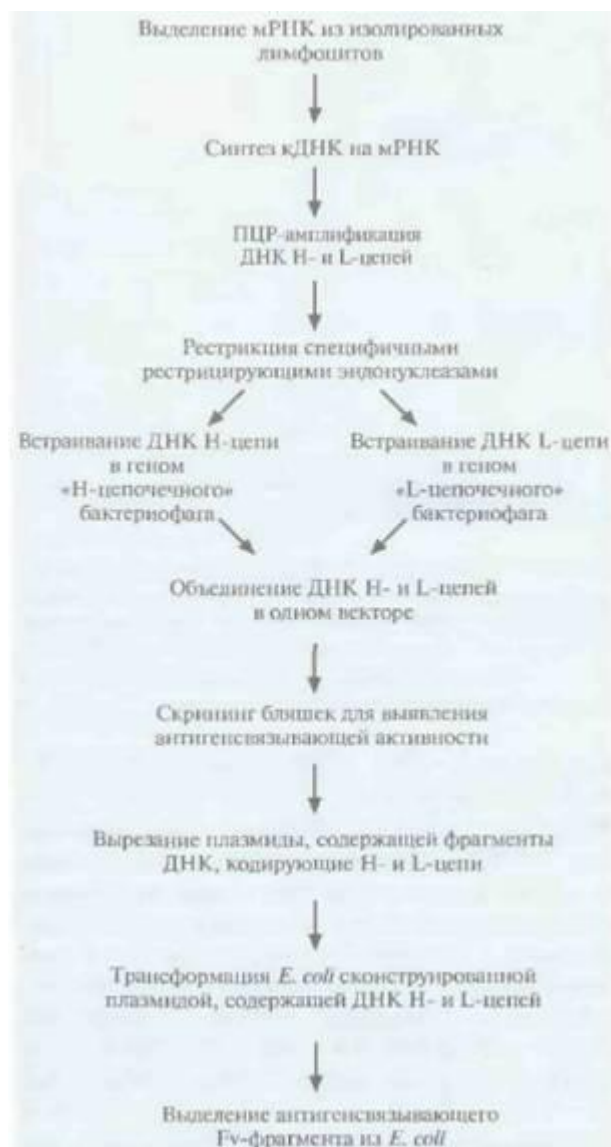 Выделение мРНК из изолированных
лимфоцитов
Синтез кДНК на мРНК
ПЦР-амплификация
ДНК H- и L-цепей
Рестрикция специфичными
рестрицирующими эндонуклеазами
Встраивание ДНК H-цепи
в геном
«H-цепочечного»
бактериофага
Встраивание ДНК L-цепи
в геном
«L-цепочечного»
бактериофага
Объединение ДНК H- и L-цепей
в одном векторе
Скрининг бляшек для выявления
антигенсвязывающей активности
Вырезание плазмиды, содержащей фрагменты
ДНК, кодирующие H- и L-цепи
Трансформация E. coli сконструированной
плазмидой, содержащей ДНК H- и L-цепей
Выделение антигенсвязывающего
Fv-фрагмента из E. coli